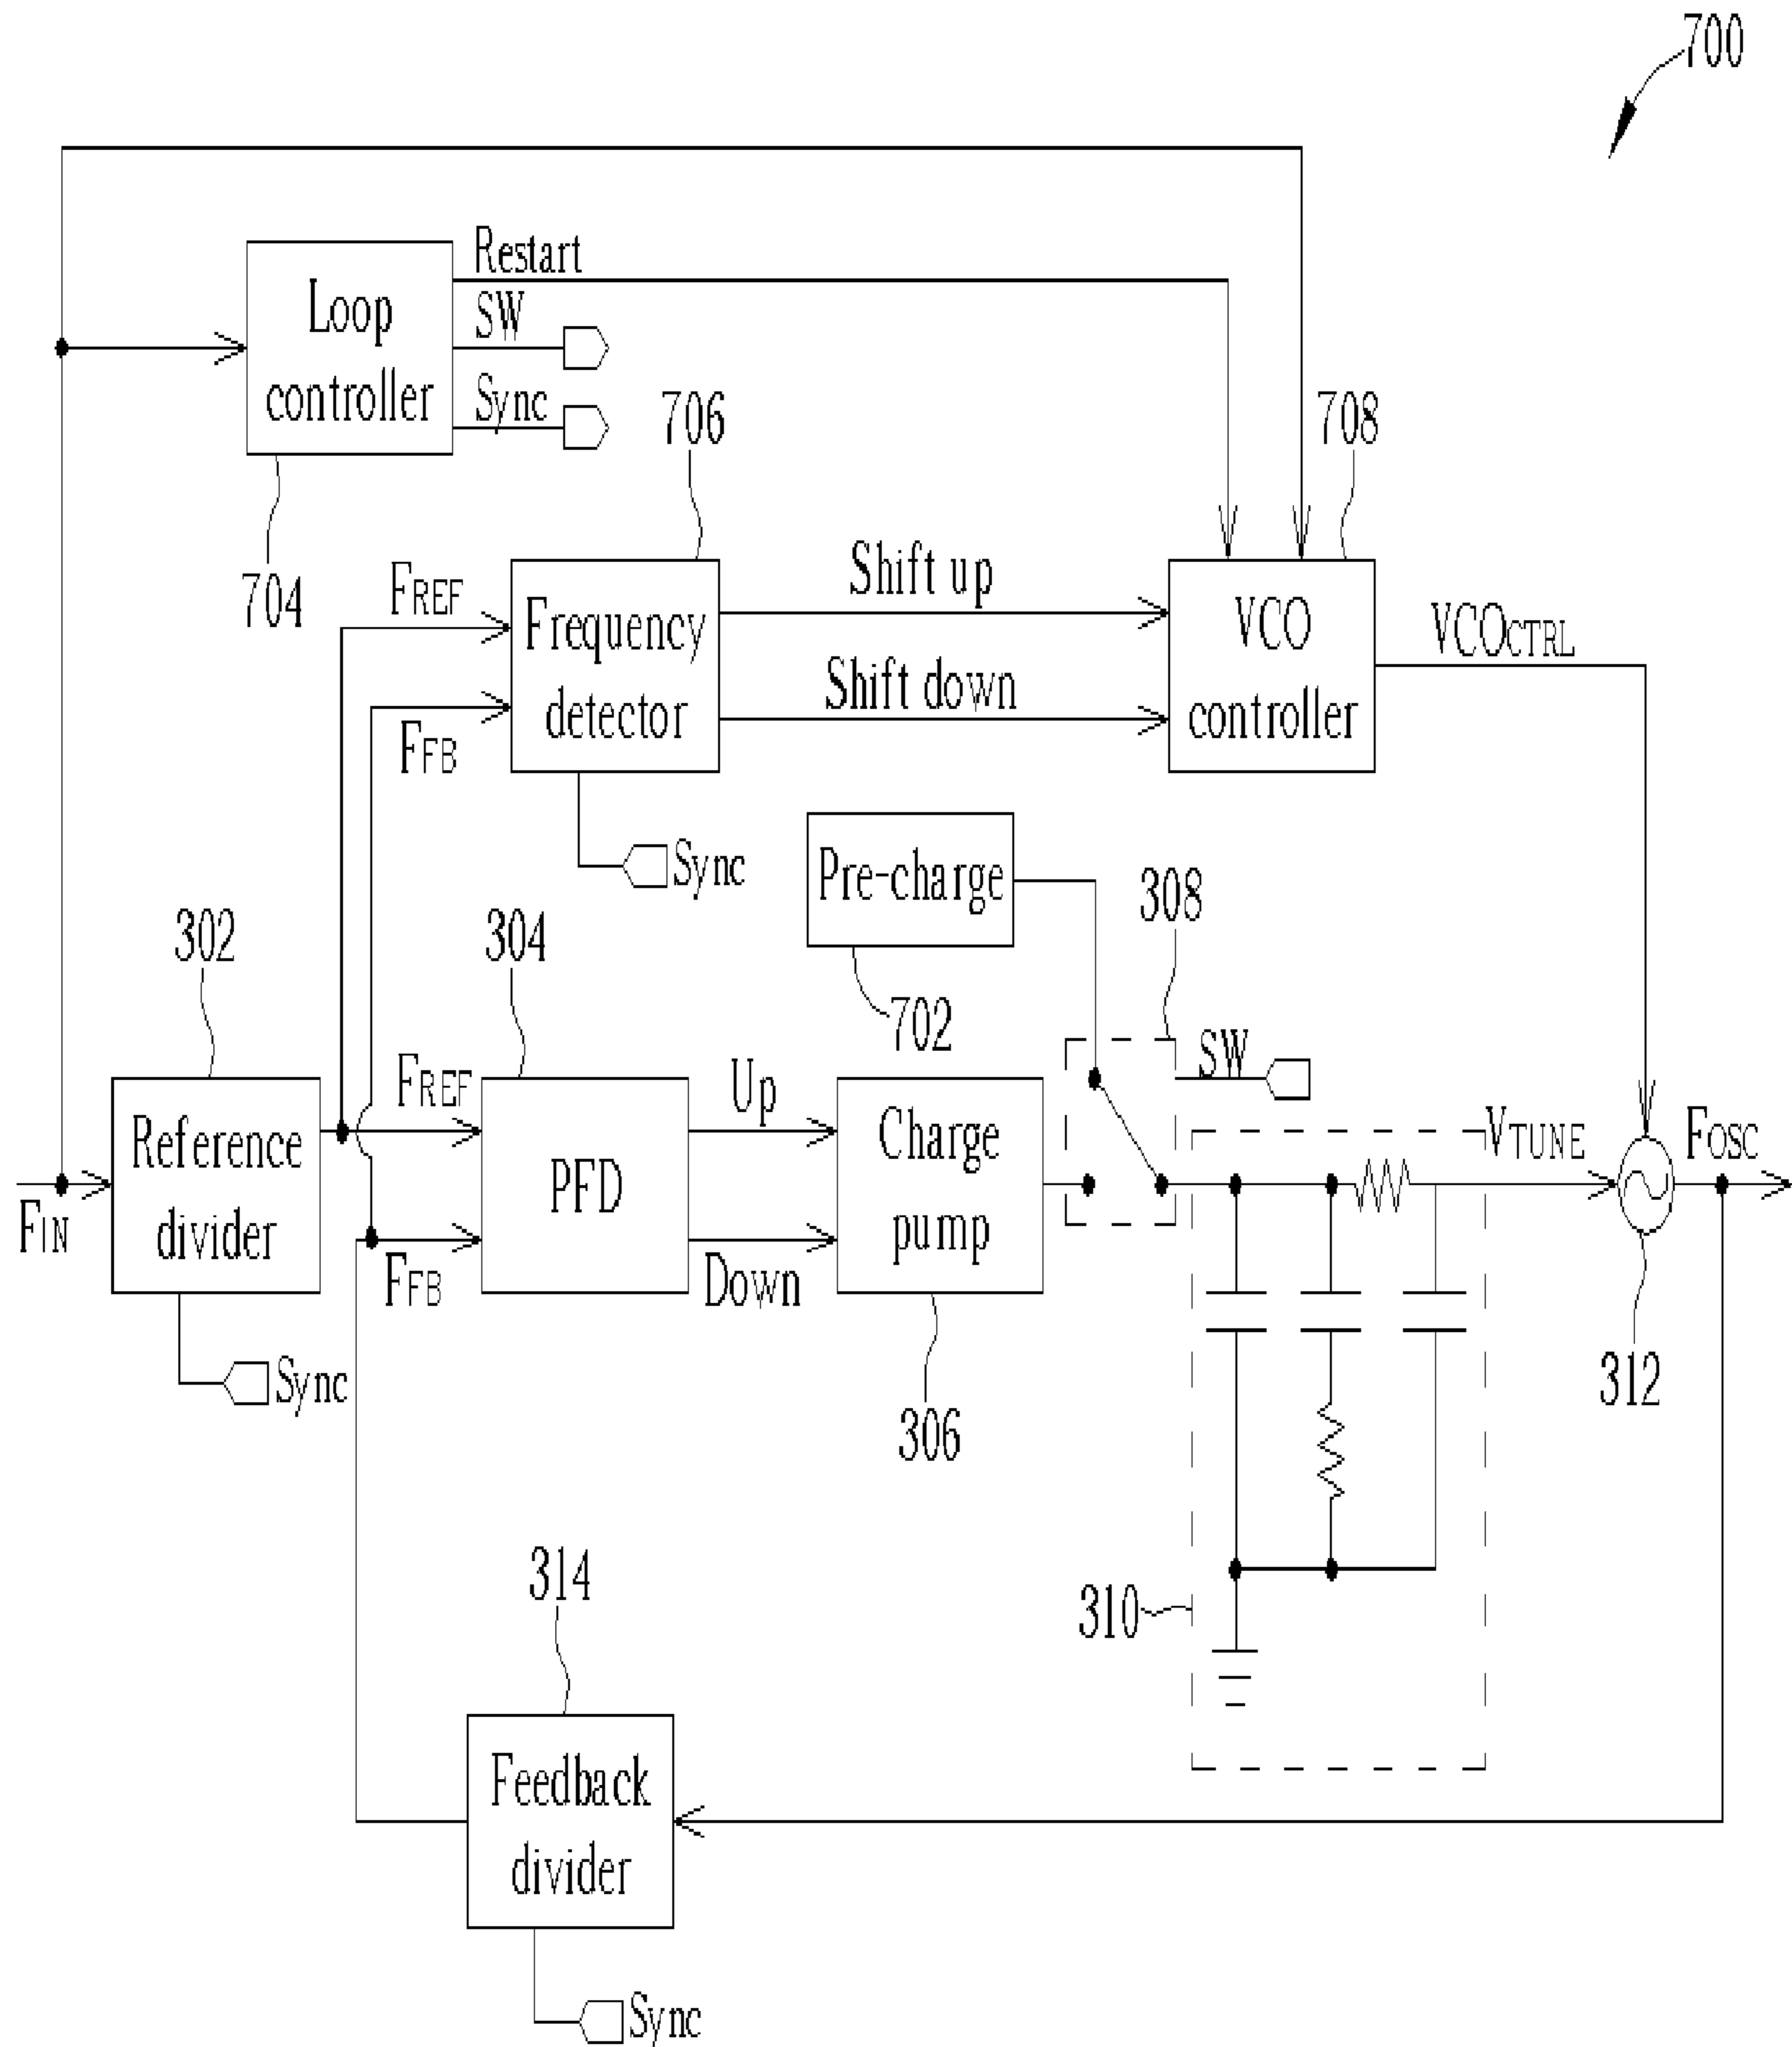 700
Restart
SW
Sync
Loop
controller
704
706
708
FREF
FFB
Frequency
detector
Shift up
Shift down
VCO
controller
VCOCTRL
Sync
Pre-charge
702
308
SW
302
304
FREF
Up
Reference
divider
PFD
Charge
pump
VTUNE
FOSC
FIN
FFB
Down
Sync
306
312
310
314
Feedback
divider
Sync